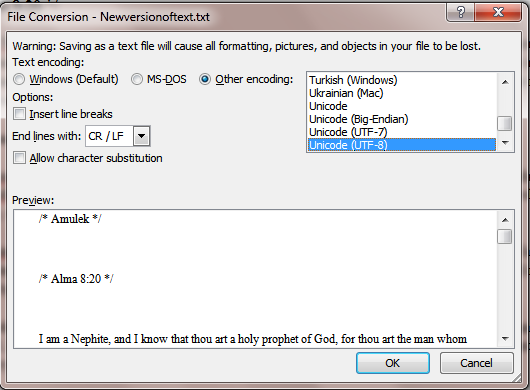 File Conversion - Newversionoftext.txt
Warning: Saving as a text file will cause all formatting, pictures, and objects in your file to be lost.
Text encoding:
Windows (Default) MS-DOS Other encoding:
Turkish (Windows)
Ukrainian (Mac)
Unicode
Unicode (Big-Endian)
Unicode (UTF-7)
Unicode (UTF-8)
Options:
Insert line breaks
End lines with: CR / LF
Allow character substitution
Preview:
/* Amulek */
/* Alma 8:20 */
I am a Nephite, and I know that thou art a holy prophet of God, for thou art the man whom
OK Cancel